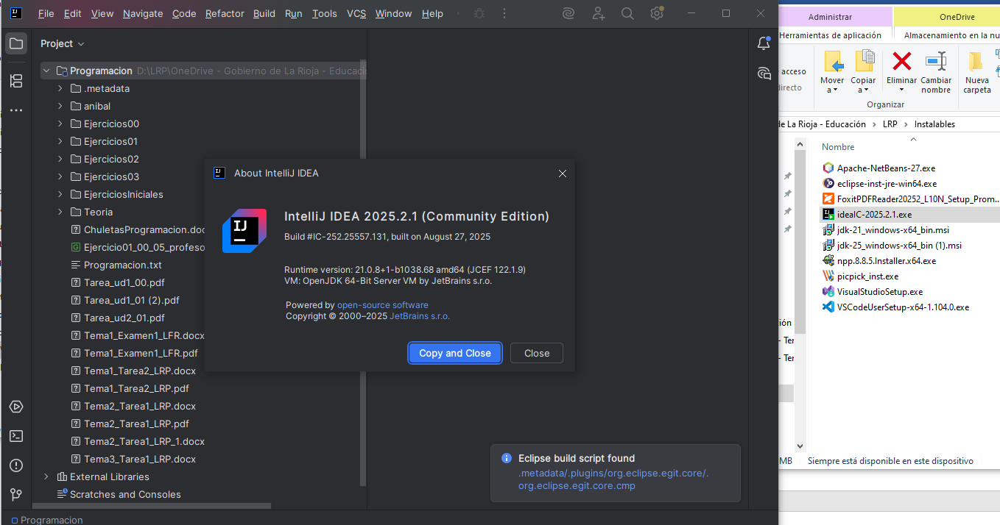 File Edit View Navigate Code Refactor Build Run Tools VCS Window Help
Project
Programacion D:\LRP\OneDrive - Gobierno de La Rioja - Educació
.metadata
anibal
Ejercicios00
Ejercicios01
Ejercicios02
Ejercicios03
EjerciciosIniciales
Teoria
ChuletasProgramacion.doc
Ejercicio01_00_05_profeso
Programacion.txt
Tarea_ud1_00.pdf
Tarea_ud1_01 (2).pdf
Tarea_ud2_01.pdf
Tema1_Examen1_LFR.docx
Tema1_Examen1_LFR.pdf
Tema1_Tarea2_LRP.docx
Tema1_Tarea2_LRP.pdf
Tema2_Tarea1_LRP.docx
Tema2_Tarea1_LRP.pdf
Tema2_Tarea1_LRP_1.docx
Tema3_Tarea1_LRP.docx
External Libraries
Scratches and Consoles
Programacion
About IntelliJ IDEA
IJ
IntelliJ IDEA 2025.2.1 (Community Edition)
Build #IC-252.25557.131, built on August 27, 2025
Runtime version: 21.0.8+1-b1038.68 amd64 (JCEF 122.1.9)
VM: OpenJDK 64-Bit Server VM by JetBrains s.r.o.
Powered by open-source software
Copyright © 2000–2025 JetBrains s.r.o.
Copy and Close Close
Eclipse build script found
.metadata/.plugins/org.eclipse.egit.core/.
org.eclipse.egit.core.cmp
Administrar OneDrive
Herramientas de aplicación Almacenamiento en la nu
acceso
directo
Mover a
Copiar a
Eliminar
Cambiar nombre
Nueva carpeta
Organizar
de La Rioja - Educación > LRP > Instalables
Nombre
Apache-NetBeans-27.exe
eclipse-inst-jre-win64.exe
FoxitPDFReader20252_L10N_Setup_Prom...
ideaIC-2025.2.1.exe
jdk-21_windows-x64_bin.msi
jdk-25_windows-x64_bin (1).msi
npp.8.8.5.Installer.x64.exe
picpick_inst.exe
VisualStudioSetup.exe
VSCodeUserSetup-x64-1.104.0.exe
ión
- Ter
- Ter
MB Siempre está disponible en este dispositivo